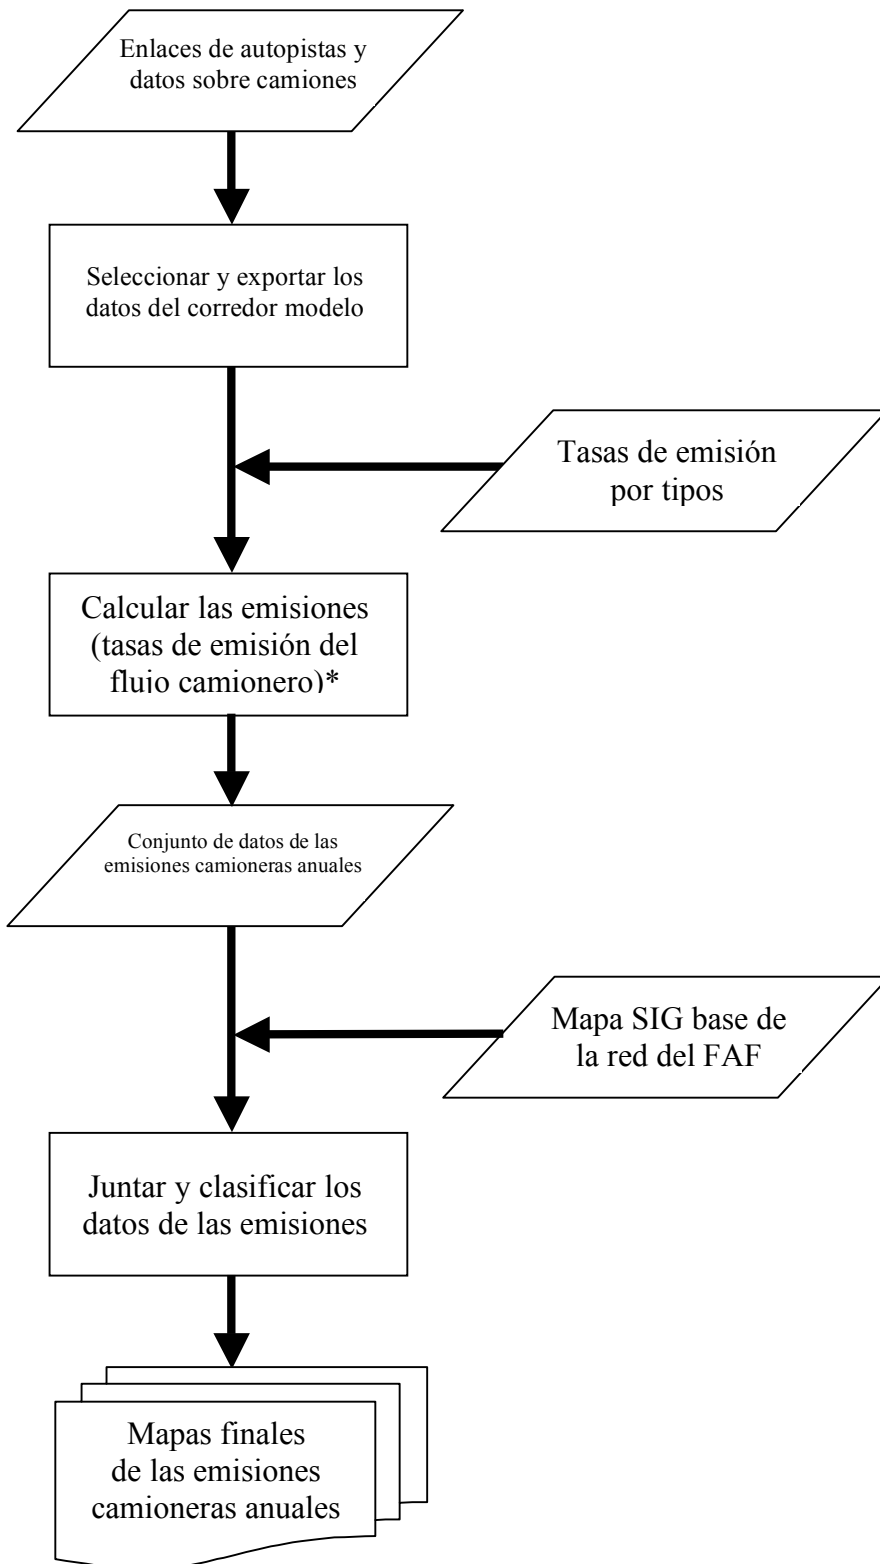 Enlaces de autopistas y
datos sobre camiones
Seleccionar y exportar los
datos del corredor modelo
Tasas de emisión
por tipos
Calcular las emisiones
(tasas de emisión del
flujo camionero)*
Conjunto de datos de las
emisiones camioneras anuales
Mapa SIG base de
la red del FAF
Juntar y clasificar los
datos de las emisiones
Mapas finales
de las emisiones
camioneras anuales